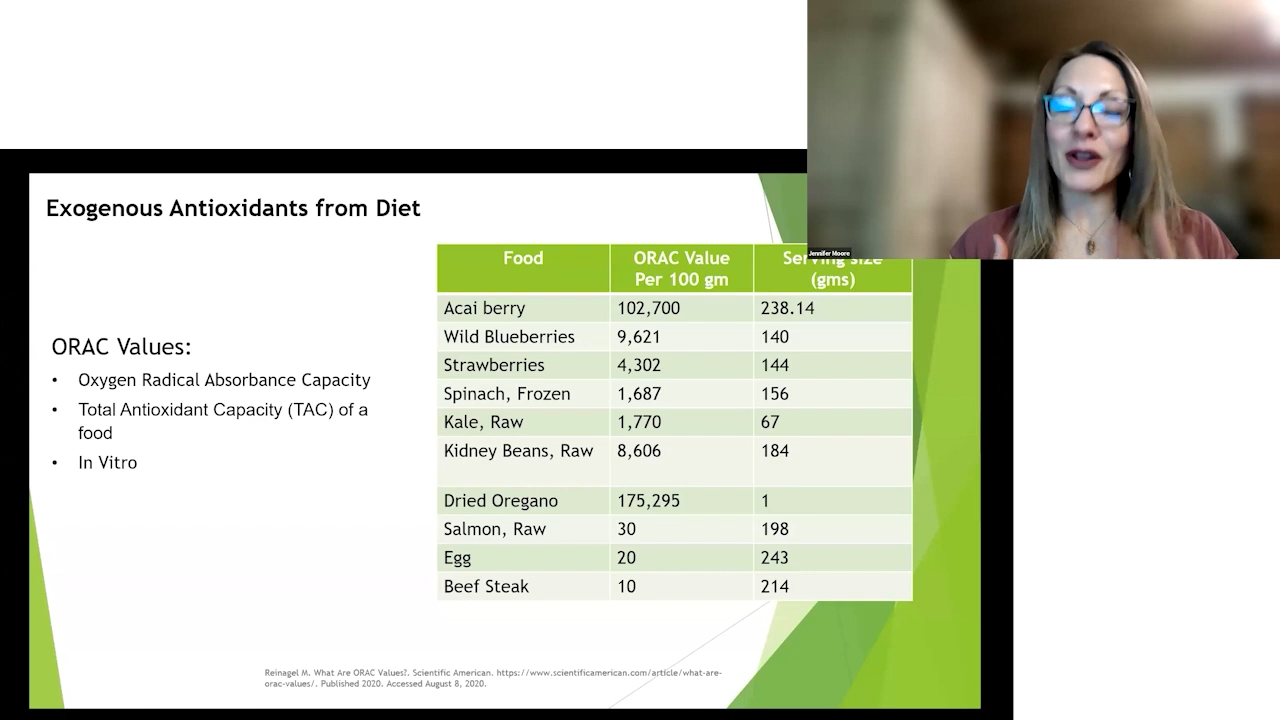 Jennifer Moore
Exogenous Antioxidants from Diet
Food ORAC Value Serving size
Per 100 gm (gms)
Acai berry 102,700 238.14
Wild Blueberries 9,621 140
Strawberries 4,302 144
Spinach, Frozen 1,687 156
Kale, Raw 1,770 67
Kidney Beans, Raw 8,606 184
Dried Oregano 175,295 1
Salmon, Raw 30 198
Egg 20 243
Beef Steak 10 214
ORAC Values:
• Oxygen Radical Absorbance Capacity
• Total Antioxidant Capacity (TAC) of a
food
• In Vitro
Reinagel M. What Are ORAC Values?. Scientific American. https://www.scientificamerican.com/article/what-are-
orac-values/. Published 2020. Accessed August 8, 2020.